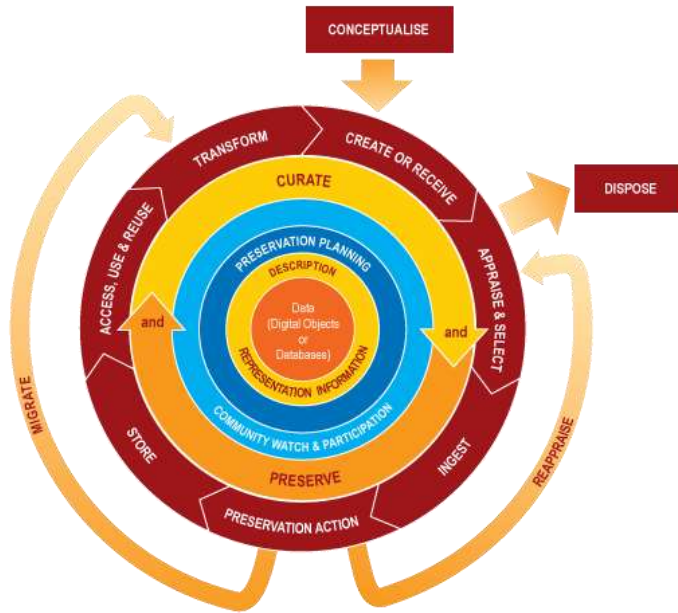 CONCEPTUALISE
CREATE OR RECEIVE
DISPOSE
APPRAISE & SELECT
INGEST
PRESERVATION ACTION
STORE
ACCESS, USE & REUSE
TRANSFORM
MIGRATE
REAPPRAISE
CURATE
and
PRESERVE
and
COMMUNITY WATCH & PARTICIPATION
PRESERVATION PLANNING
DESCRIPTION
REPRESENTATION INFORMATION
Data
(Digital Objects
or
Databases)